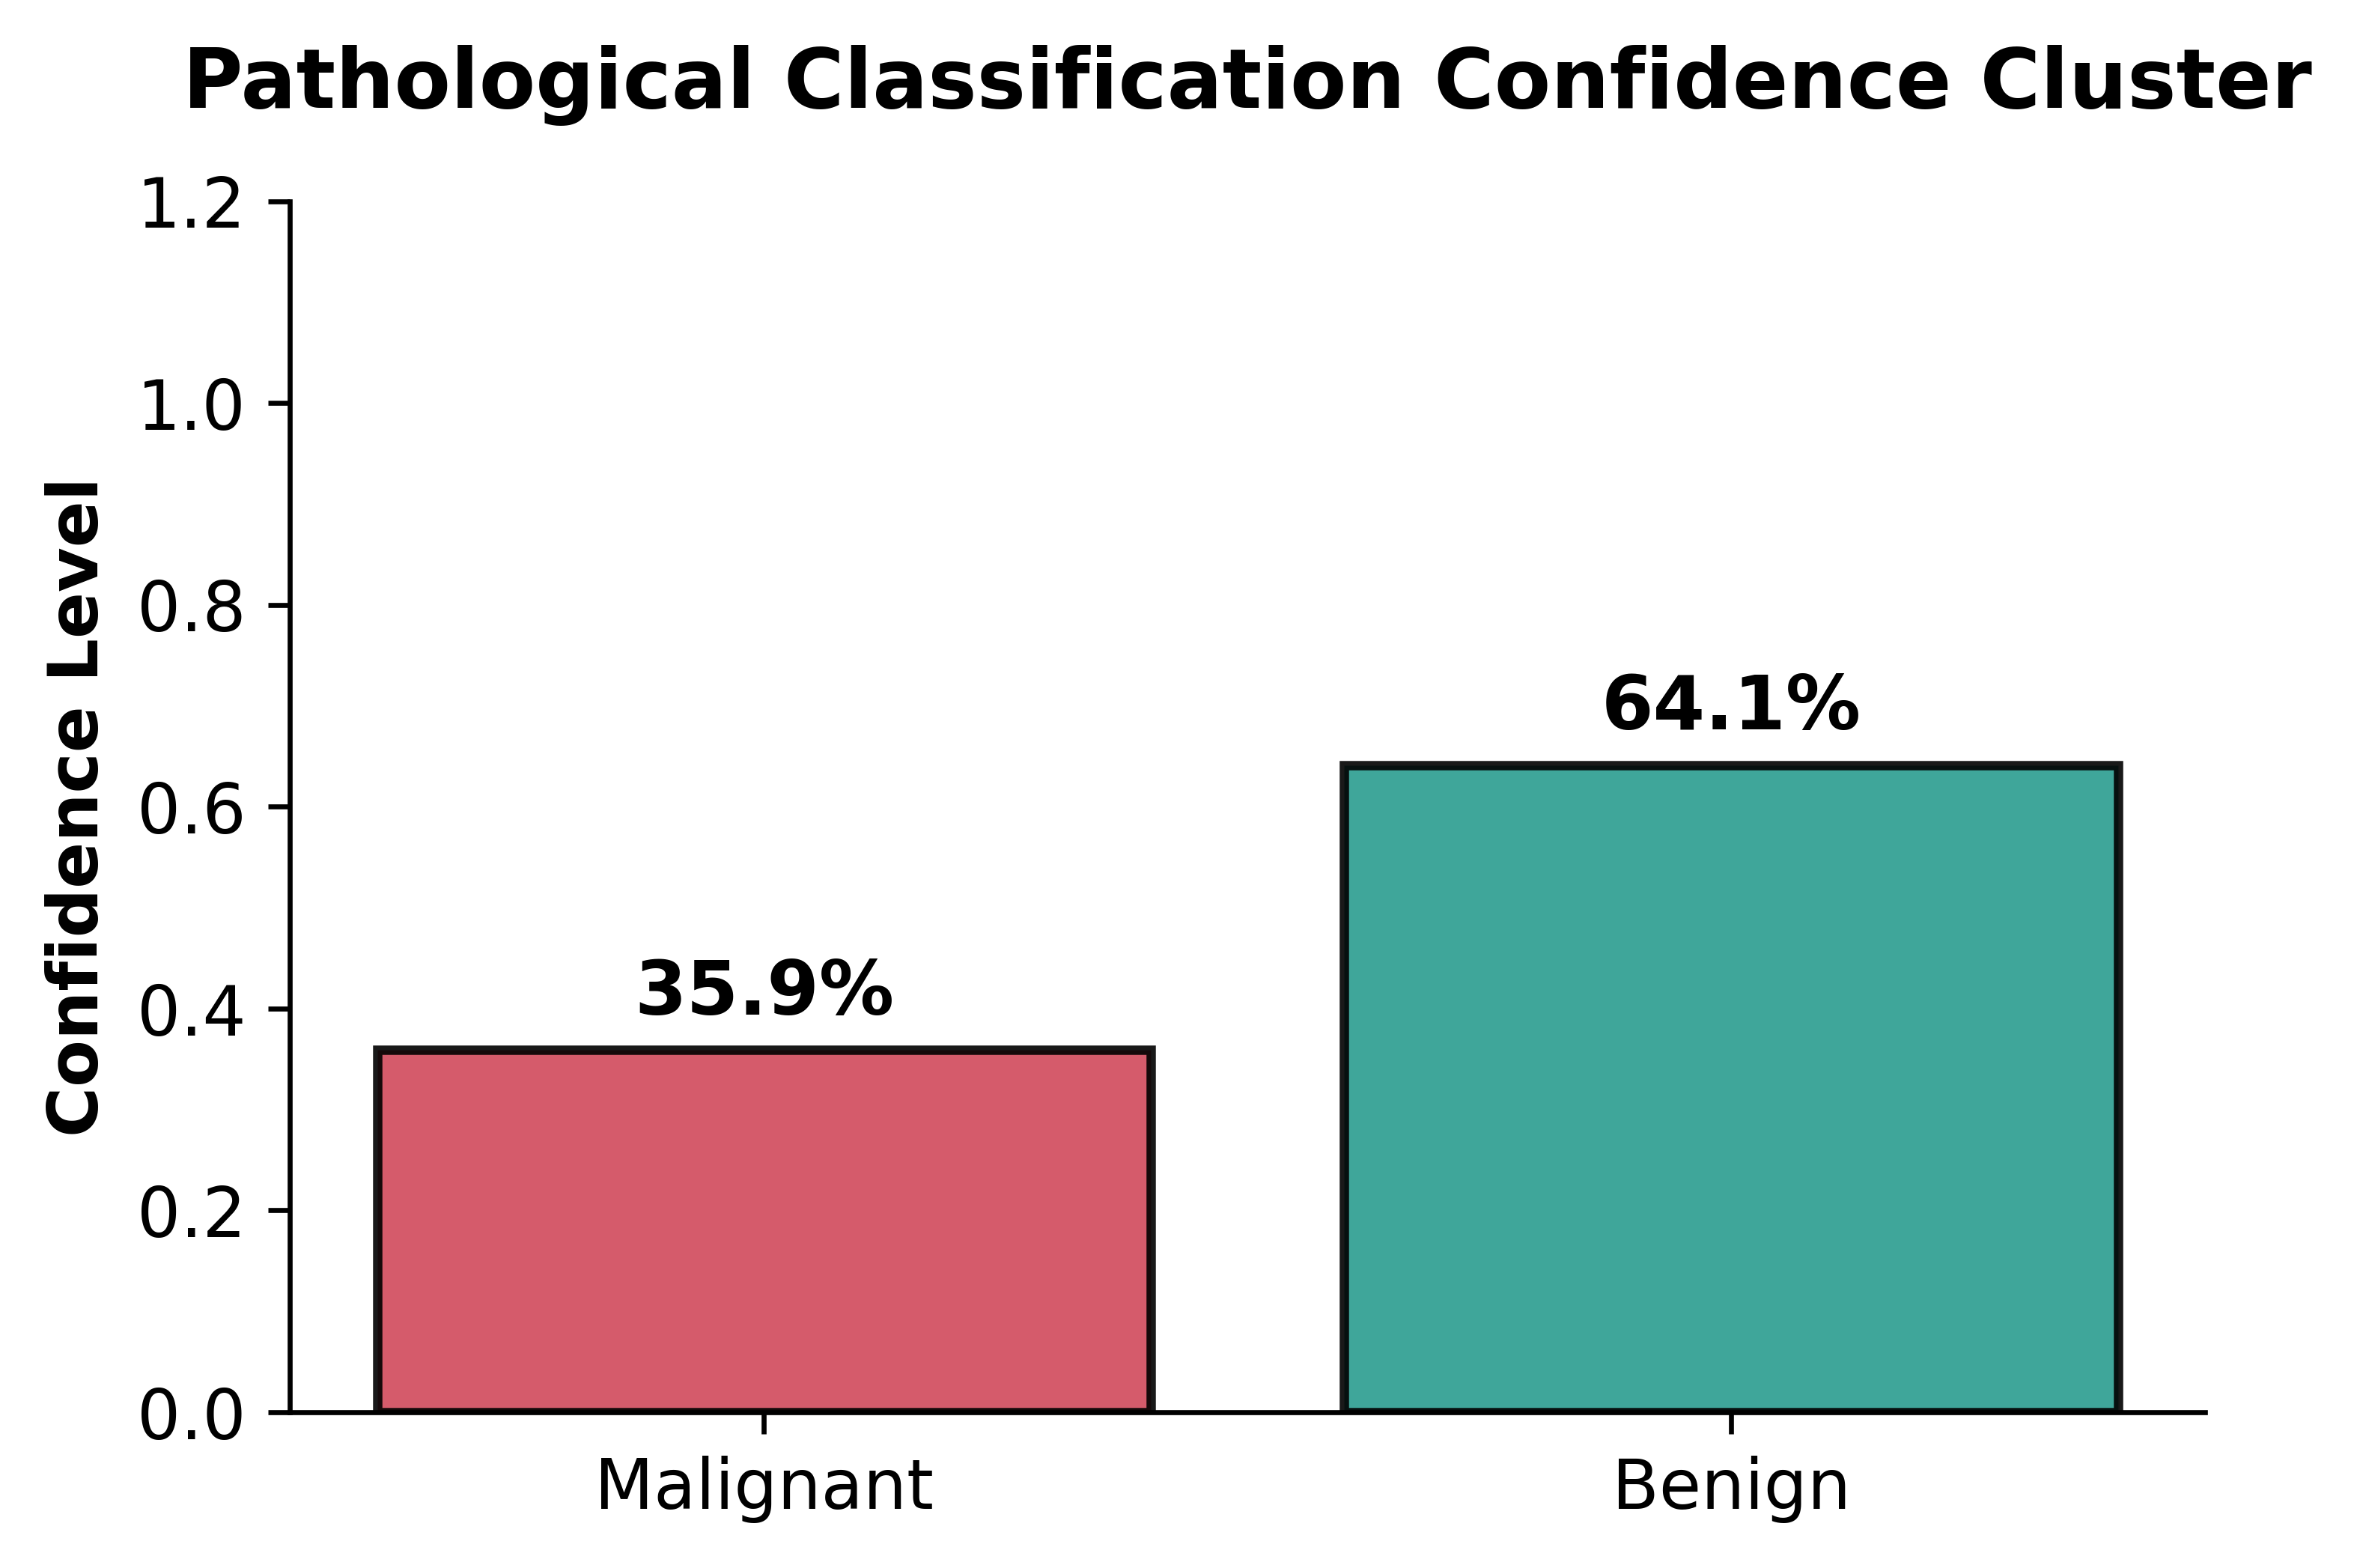 Pathological Classification Confidence Cluster
1.2
1.0
0.8
0.6
0.4
0.2
0.0
Confidence Level
35.9%
64.1%
Malignant
Benign